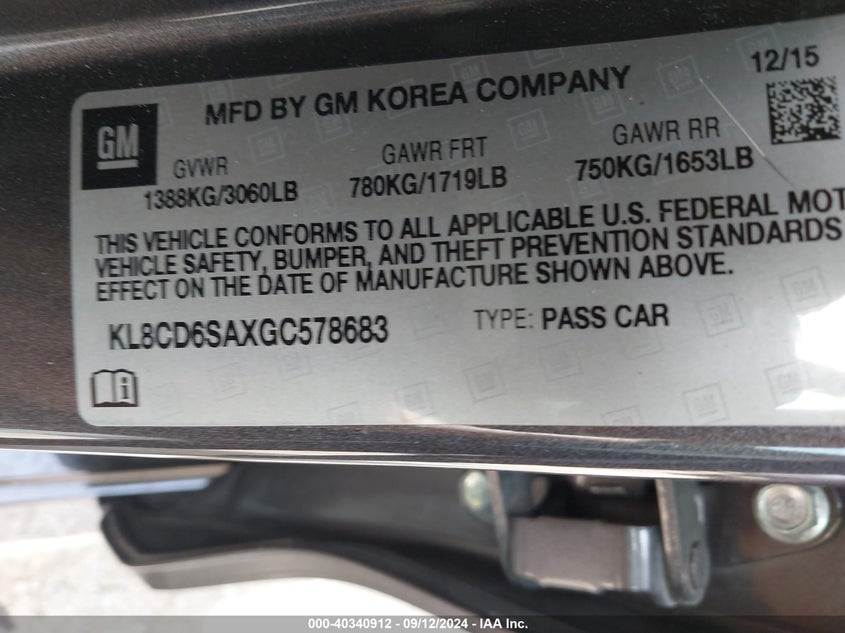 12/15
MFD BY GM KOREA COMPANY
GM
GVWR GAWR FRT GAWR RR
1388KG/3060LB 780KG/1719LB 750KG/1653LB
THIS VEHICLE CONFORMS TO ALL APPLICABLE U.S. FEDERAL MOT
VEHICLE SAFETY, BUMPER, AND THEFT PREVENTION STANDARDS
EFFECT ON THE DATE OF MANUFACTURE SHOWN ABOVE.
KL8CD6SAXGC578683 TYPE: PASS CAR
000-40340912 - 09/12/2024 - IAAI.com